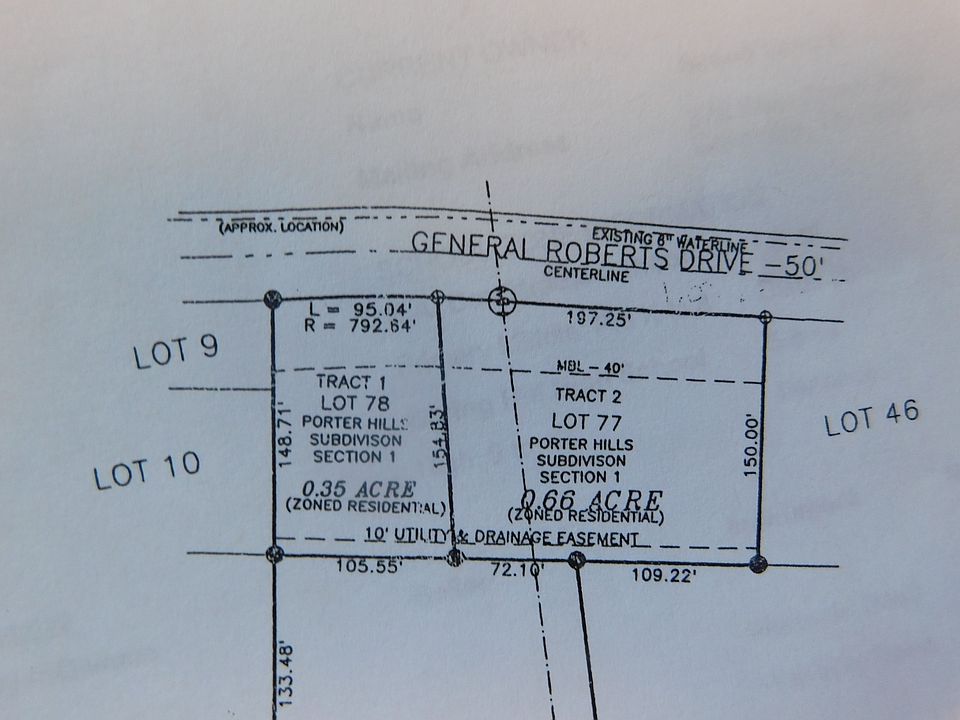 (APPROX. LOCATION)
EXISTING 8" WATERLINE
GENERAL ROBERTS DRIVE -50'
CENTERLINE
L = 95.04'
R = 792.64'
197.25'
LOT 9
MBL - 40'
TRACT 1
LOT 78
PORTER HILLS
SUBDIVISON
SECTION 1
0.35 ACRE
(ZONED RESIDENTIAL)
148.71'
154.83'
TRACT 2
LOT 77
PORTER HILLS
SUBDIVISON
SECTION 1
0.66 ACRE
(ZONED RESIDENTIAL)
150.00'
LOT 46
LOT 10
10' UTILITY & DRAINAGE EASEMENT
105.55'
72.10'
109.22'
133.48'